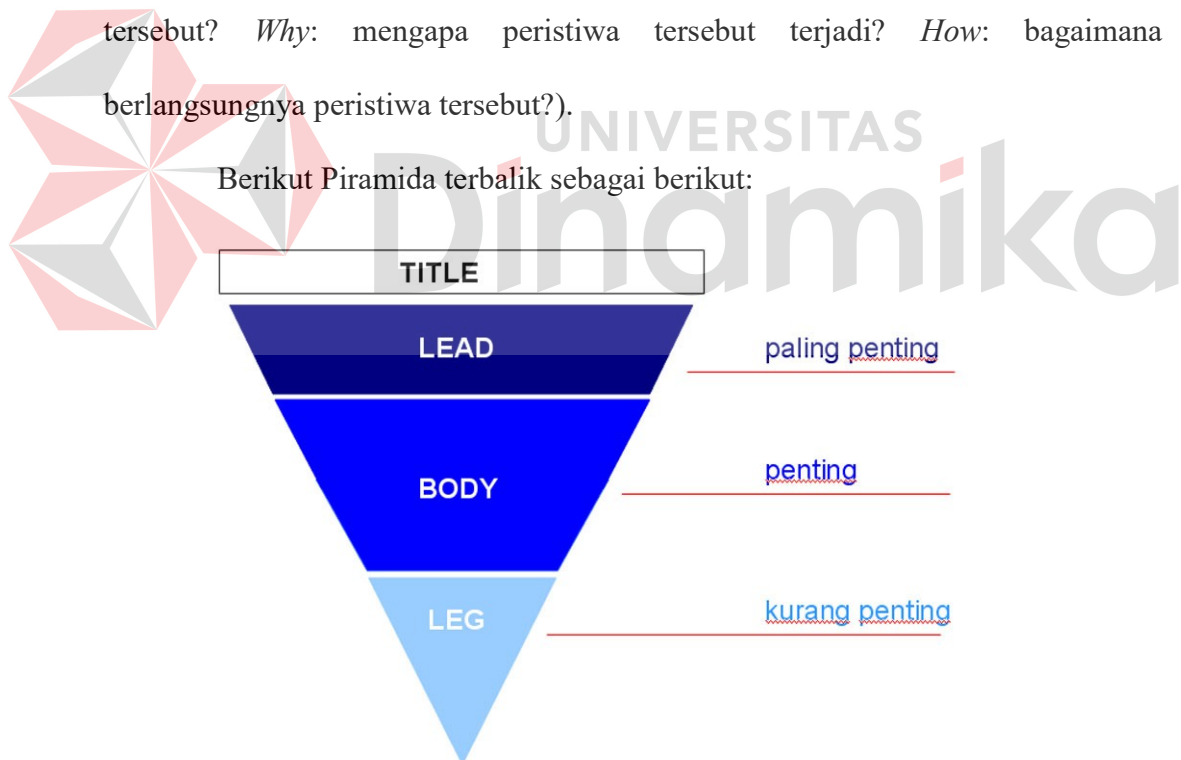 tersebut? Why: mengapa peristiwa tersebut terjadi? How: bagaimana
berlangsungnya peristiwa tersebut?).
UNIVERSITAS
Dinamika
Berikut Piramida terbalik sebagai berikut:
TITLE
LEAD
paling penting
BODY
penting
LEG
kurang penting